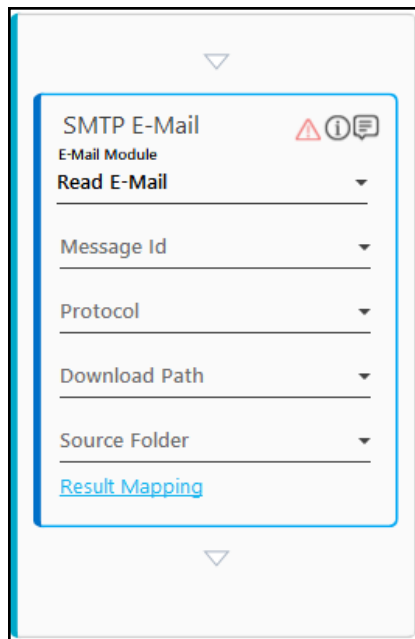 SMTP E-Mail
E-Mail Module
Read E-Mail
Message Id
Protocol
Download Path
Source Folder
Result Mapping